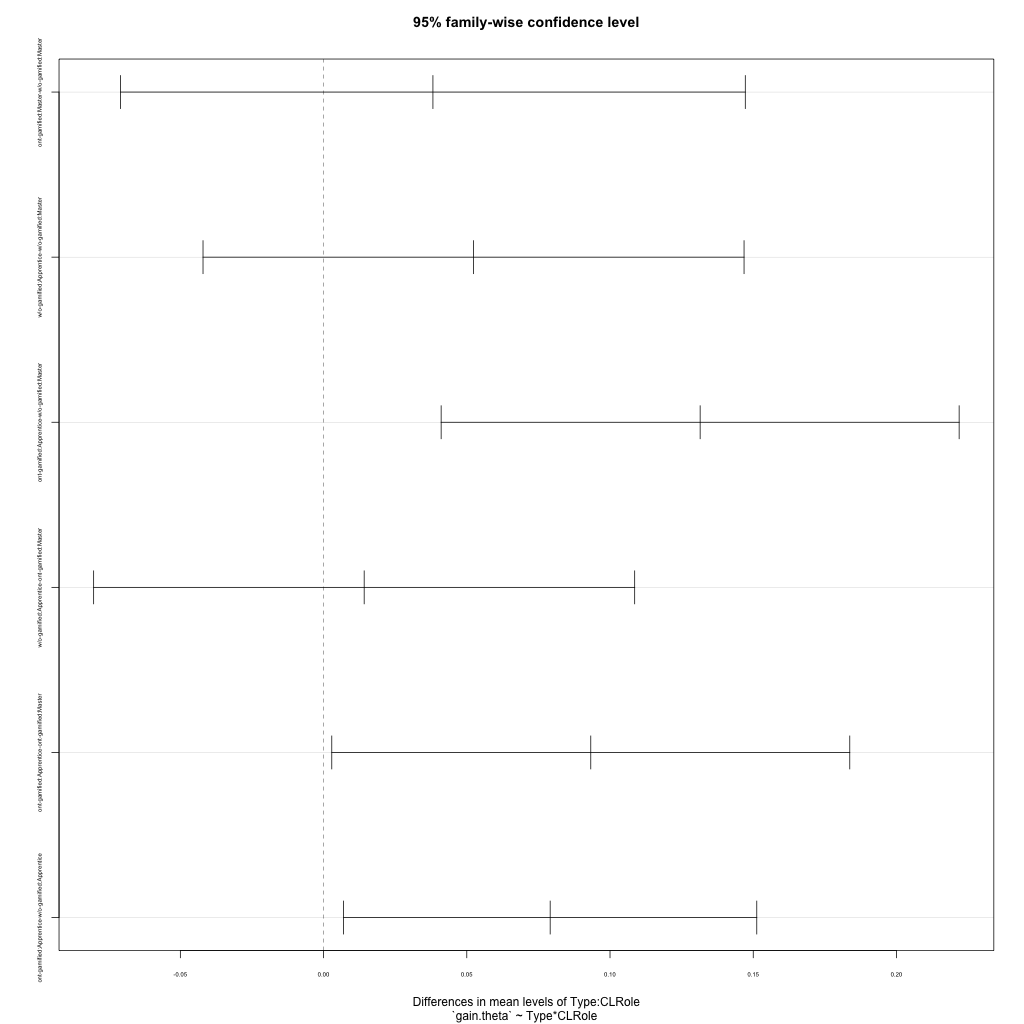 95% family-wise confidence level
ont-gamified:Master-w/o-gamified:Master
w/o-gamified:Apprentice-w/o-gamified:Master
ont-gamified:Apprentice-w/o-gamified:Master
w/o-gamified:Apprentice-ont-gamified:Master
ont-gamified:Apprentice-ont-gamified:Master
ont-gamified:Apprentice-w/o-gamified:Apprentice
-0.05 0.00 0.05 0.10 0.15 0.20
Differences in mean levels of Type:CLRole
`gain.theta` ~ Type*CLRole